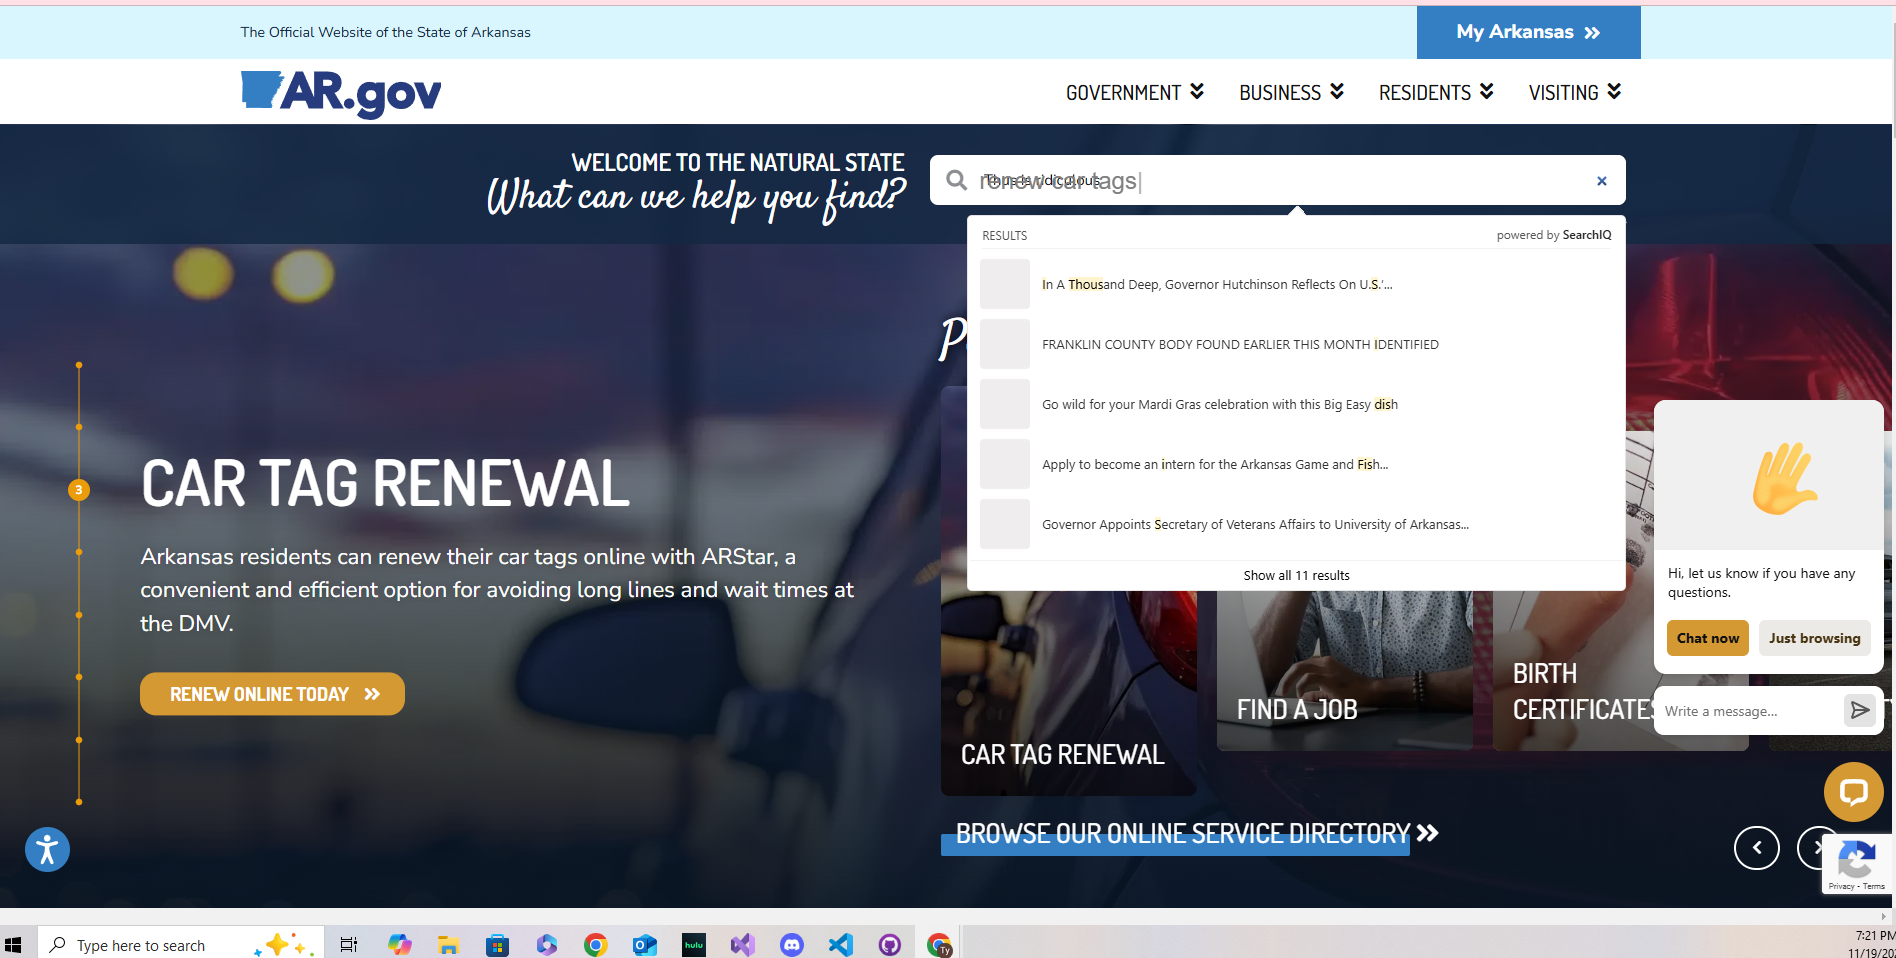 The Official Website of the State of Arkansas
My Arkansas
AR.gov
GOVERNMENT
BUSINESS
RESIDENTS
VISITING
WELCOME TO THE NATURAL STATE
What can we help you find?
renew car tags
RESULTS
powered by SearchIQ
In A Thousand Deep, Governor Hutchinson Reflects On U.S.'...
FRANKLIN COUNTY BODY FOUND EARLIER THIS MONTH IDENTIFIED
Go wild for your Mardi Gras celebration with this Big Easy dish
Apply to become an intern for the Arkansas Game and Fish...
Governor Appoints Secretary of Veterans Affairs to University of Arkansas...
Show all 11 results
3
CAR TAG RENEWAL
Arkansas residents can renew their car tags online with ARStar, a
convenient and efficient option for avoiding long lines and wait times at
the DMV.
RENEW ONLINE TODAY
P
CAR TAG RENEWAL
FIND A JOB
BIRTH
CERTIFICATES
BROWSE OUR ONLINE SERVICE DIRECTORY
Hi, let us know if you have any
questions.
Chat now
Just browsing
Write a message...
Privacy - Terms
Type here to search
hulu
Ty
7:21 PM
11/19/20